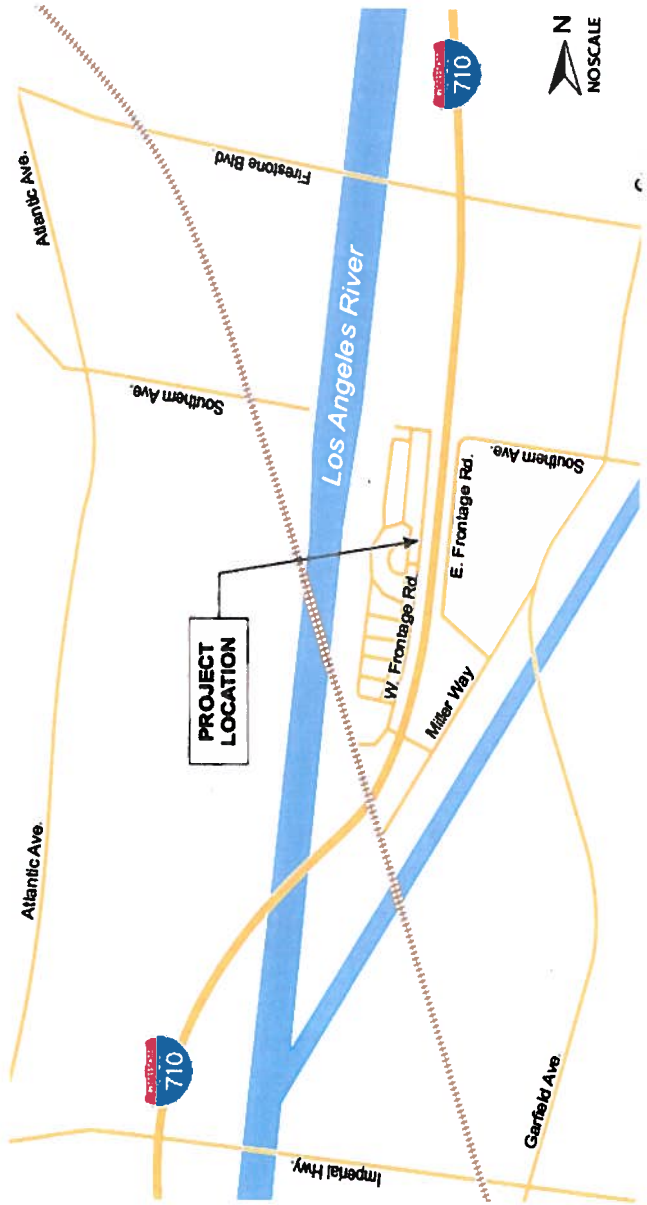 Atlantic Ave.
Atlantic Ave.
Firestone Blvd
Southern Ave.
Los Angeles River
710
N
NO SCALE
PROJECT
LOCATION
W. Frontage Rd.
E. Frontage Rd.
Southern Ave.
Miller Way
710
Imperial Hwy.
Garfield Ave.